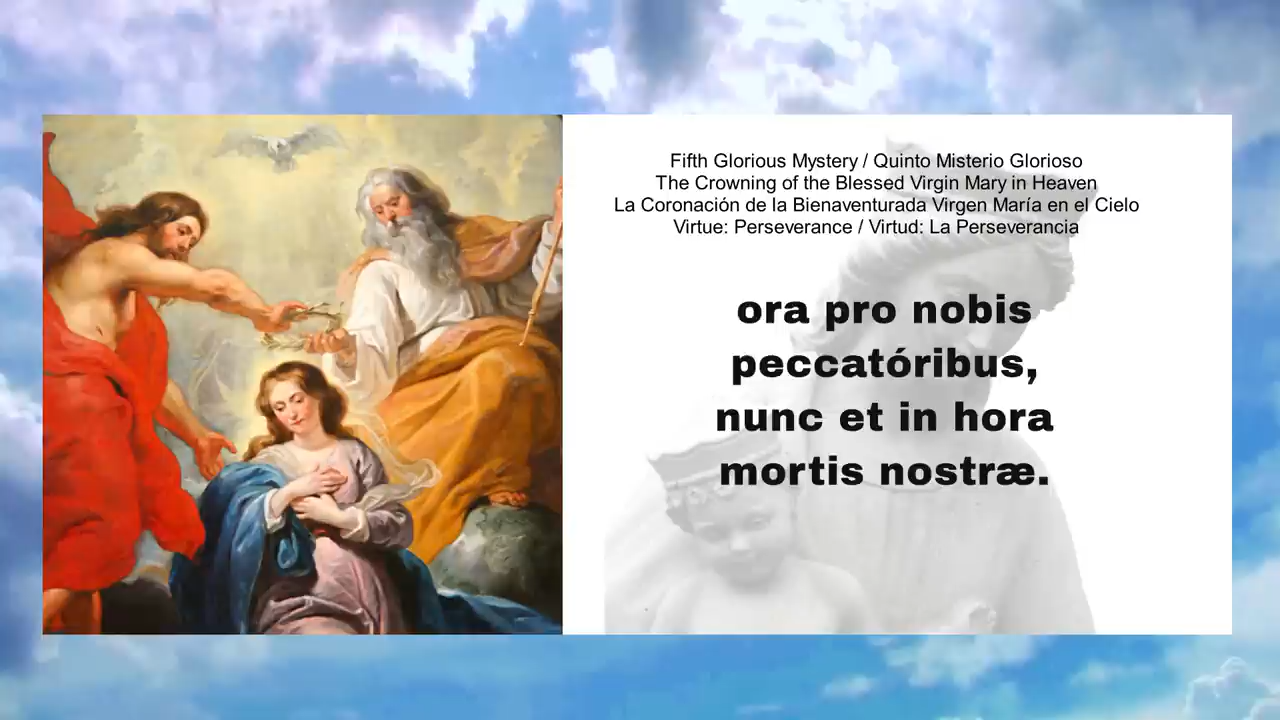 Fifth Glorious Mystery / Quinto Misterio Glorioso
The Crowning of the Blessed Virgin Mary in Heaven
La Coronación de la Bienaventurada Virgen María en el Cielo
Virtue: Perseverance / Virtud: La Perseverancia
ora pro nobis
peccatóribus,
nunc et in hora
mortis nostræ.